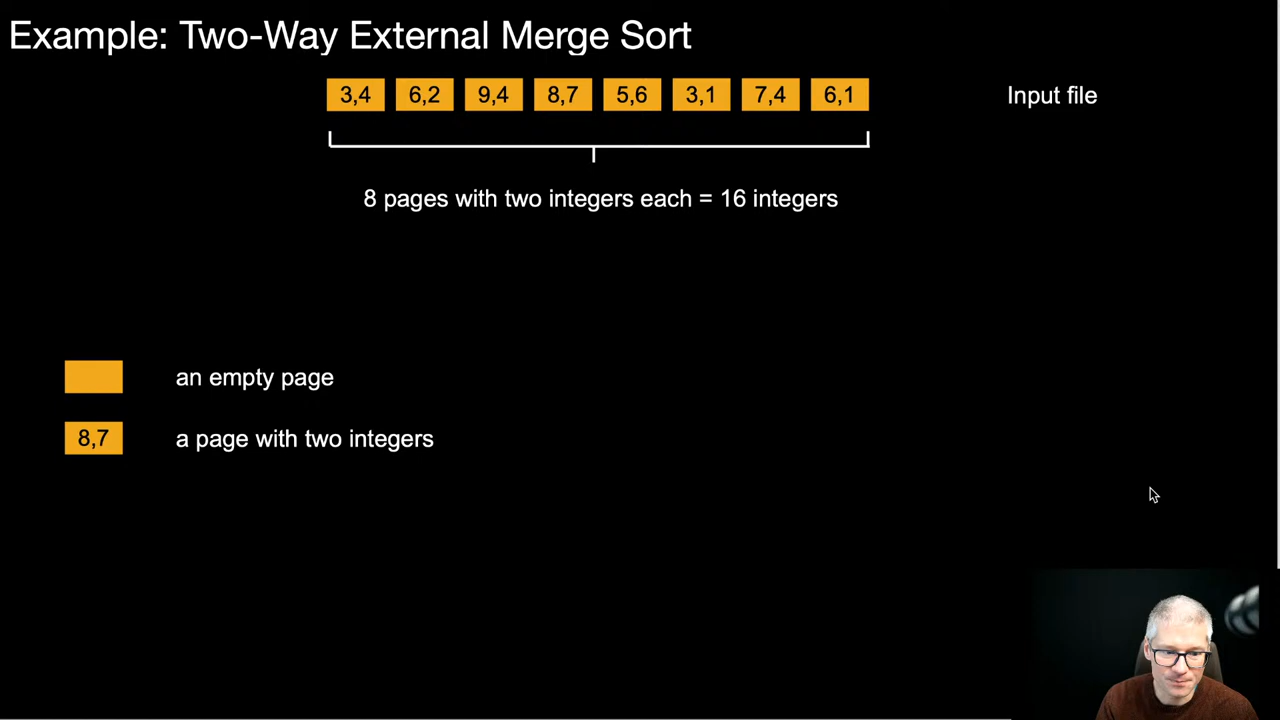 Example: Two-Way External Merge Sort
3,4 6,2 9,4 8,7 5,6 3,1 7,4 6,1 Input file
8 pages with two integers each = 16 integers
an empty page
8,7 a page with two integers